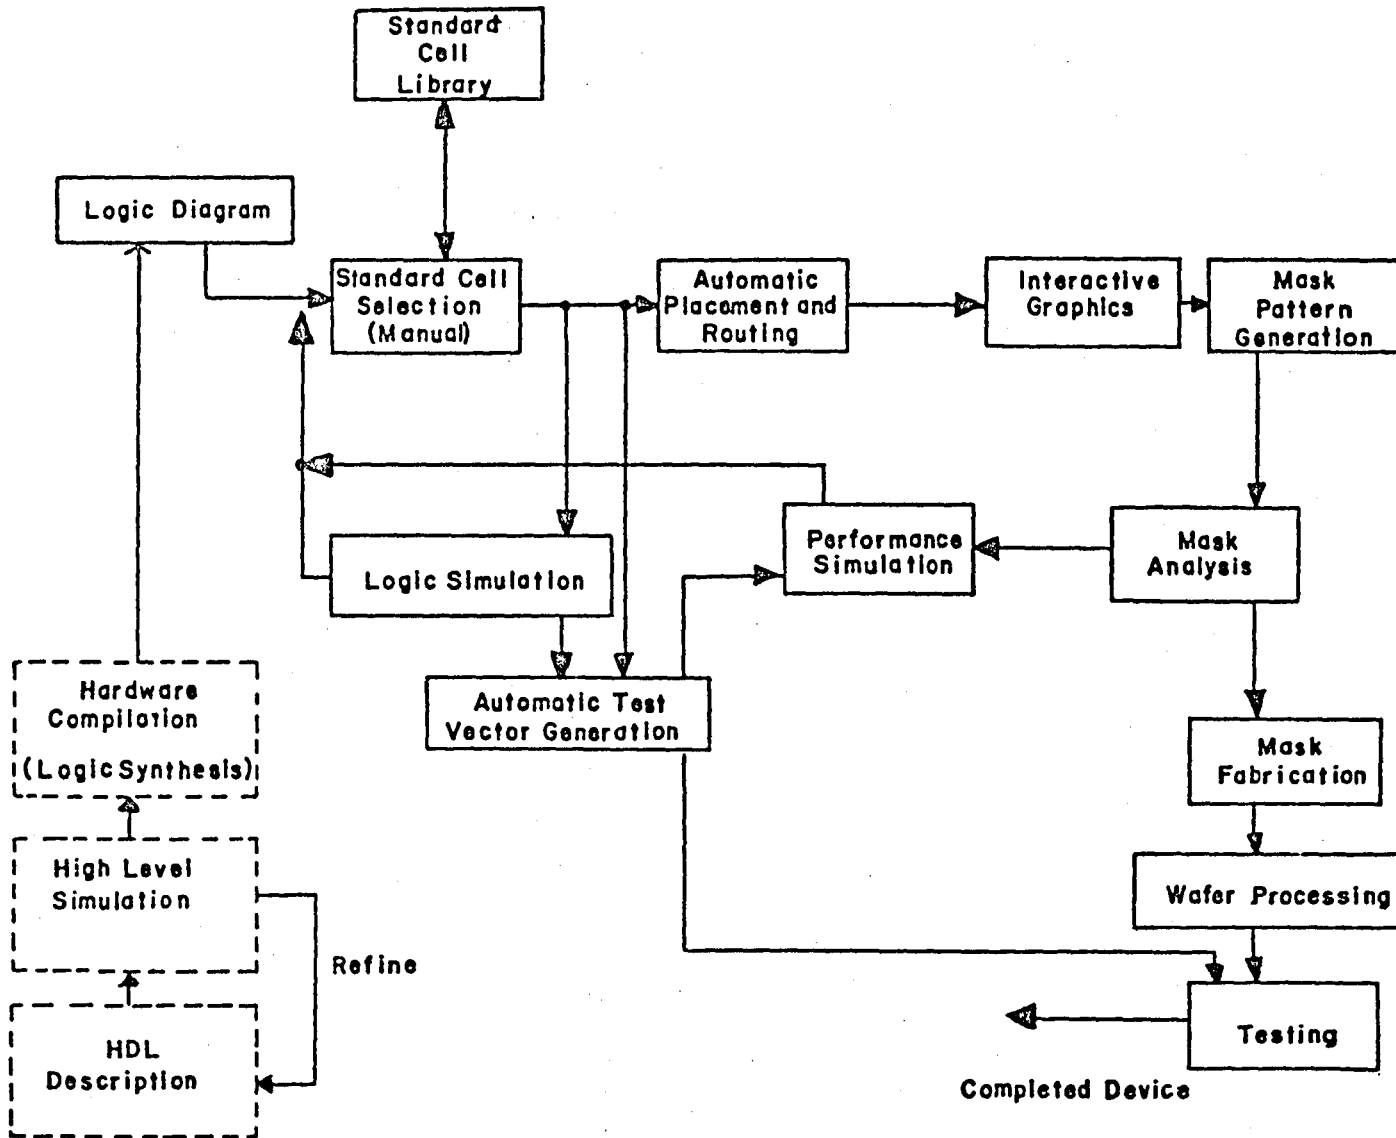 Standard
Cell
Library
Logic Diagram
Standard Cell
Selection
(Manual)
Automatic
Placement and
Routing
Interactive
Graphics
Mask
Pattern
Generation
Performance
Simulation
Mask
Analysis
Logic Simulation
Automatic Test
Vector Generation
Hardware
Compilation
(Logic Synthesis)
Mask
Fabrication
High Level
Simulation
Wafer Processing
Refine
HDL
Description
Testing
Completed Device